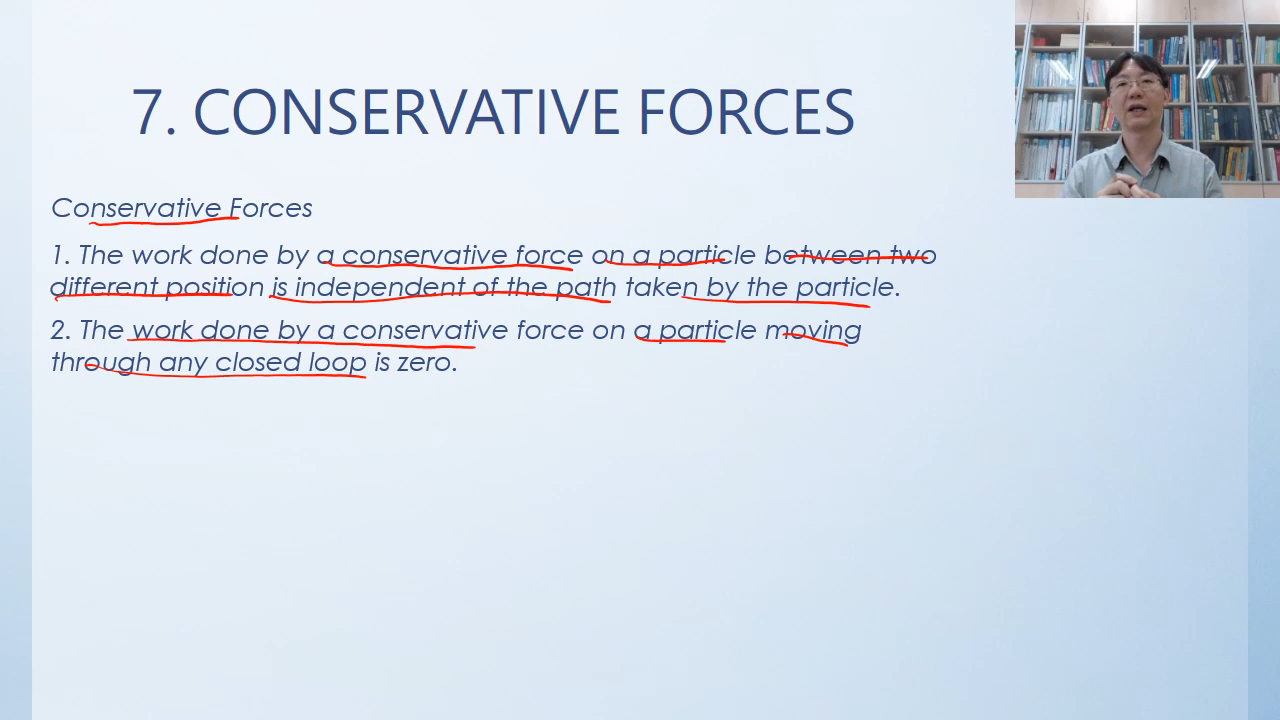 7. CONSERVATIVE FORCES
Conservative Forces
1. The work done by a conservative force on a particle between two
different position is independent of the path taken by the particle.
2. The work done by a conservative force on a particle moving
through any closed loop is zero.